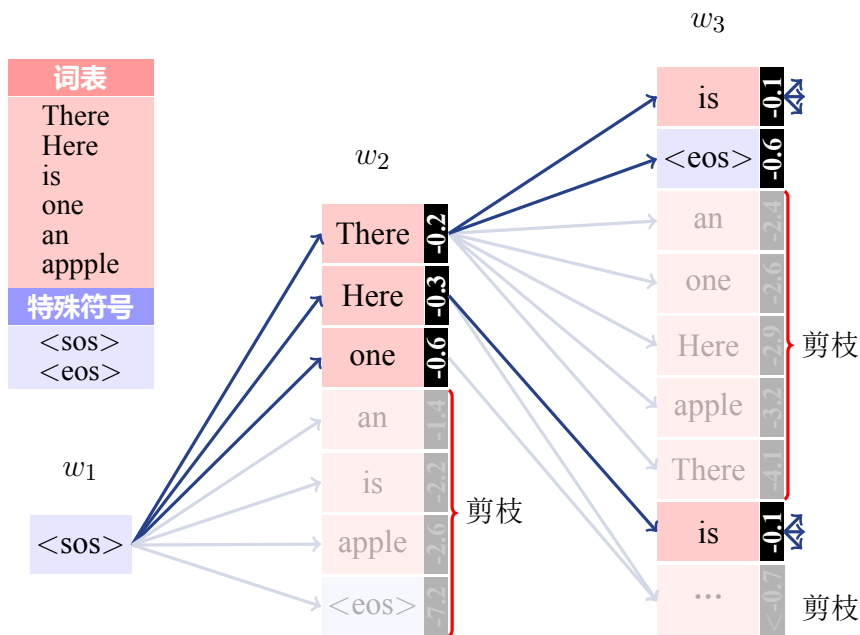 词表
There
Here
is
one
an
appple
特殊符号
<sos>
<eos>
w₁
<sos>
w₂
There -0.2
Here -0.3
one -0.6
an -1.4
is -2.2
apple -2.6
<eos> -7.2
剪枝
w₃
is -0.1
<eos> -0.6
an -2.4
one -2.6
Here -2.9
apple -3.2
There -4.1
剪枝
is -0.1
... <-0.7
剪枝